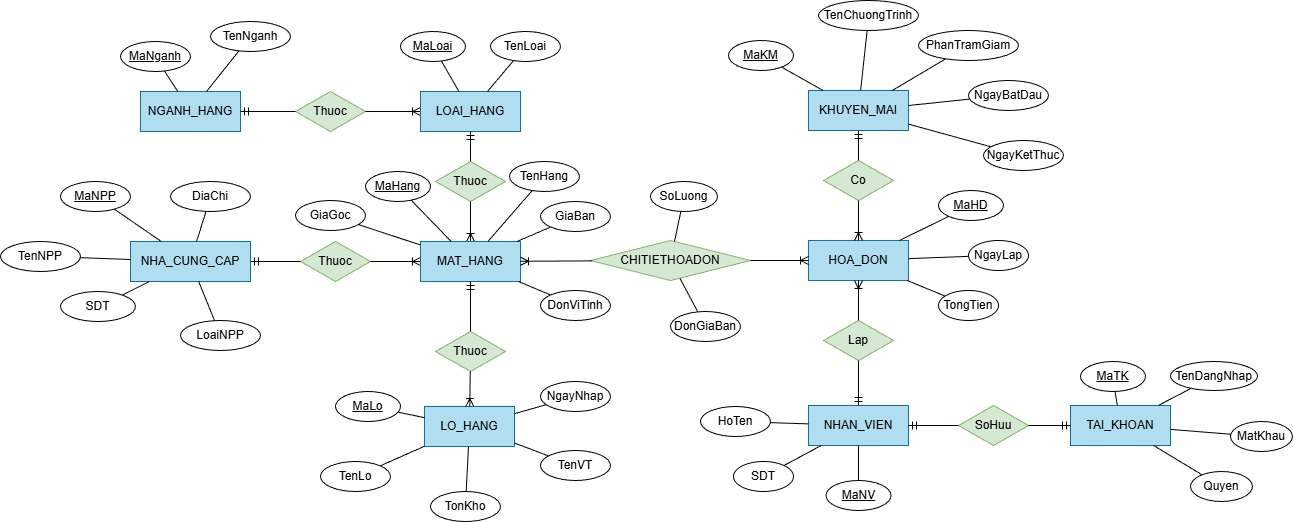 TenChuongTrinh
TenNganh
MaNganh
MaLoai
TenLoai
MaKM
PhanTramGiam
NGANH_HANG
Thuoc
LOAI_HANG
KHUYEN_MAI
NgayBatDau
NgayKetThuc
Thuoc
Co
MaNPP
DiaChi
MaHang
TenHang
SoLuong
MaHD
GiaGoc
GiaBan
TenNPP
NHA_CUNG_CAP
Thuoc
MAT_HANG
CHITIETHOADON
HOA_DON
NgayLap
SDT
LoaiNPP
DonViTinh
DonGiaBan
TongTien
Thuoc
Lap
MaLo
NgayNhap
MaTK
TenDangNhap
LO_HANG
HoTen
NHAN_VIEN
SoHuu
TAI_KHOAN
MatKhau
TenLo
TenVT
SDT
MaNV
Quyen
TonKho